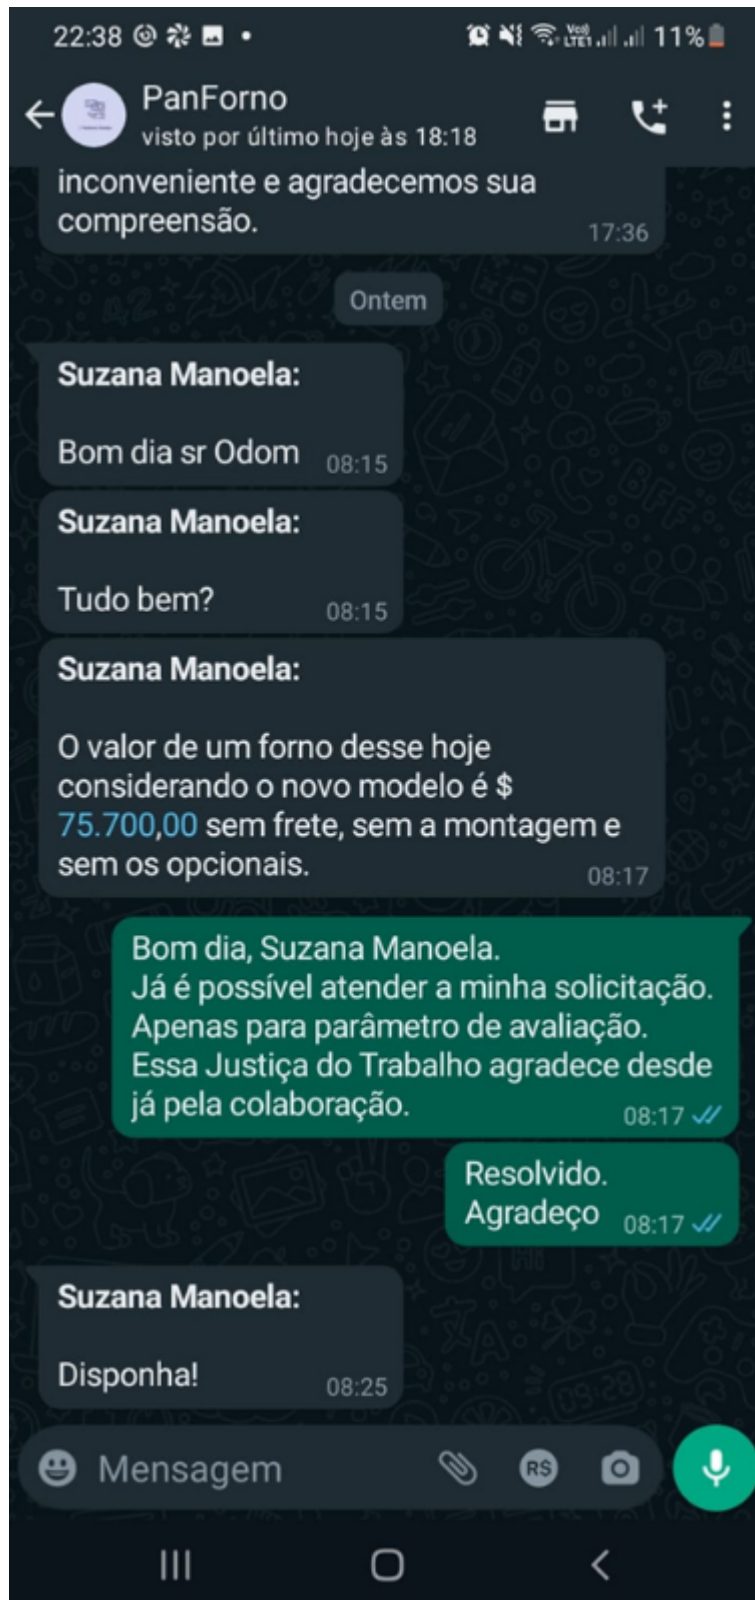 22:38
Vo)) LTE1 11%
PanForno
visto por último hoje às 18:18
inconveniente e agradecemos sua
compreensão.
17:36
Ontem
Suzana Manoela:
Bom dia sr Odom 08:15
Suzana Manoela:
Tudo bem? 08:15
Suzana Manoela:
O valor de um forno desse hoje
considerando o novo modelo é $
75.700,00 sem frete, sem a montagem e
sem os opcionais.
08:17
Bom dia, Suzana Manoela.
Já é possível atender a minha solicitação.
Apenas para parâmetro de avaliação.
Essa Justiça do Trabalho agradece desde
já pela colaboração.
08:17
Resolvido.
Agradeço 08:17
Suzana Manoela:
Disponha! 08:25
Mensagem R$